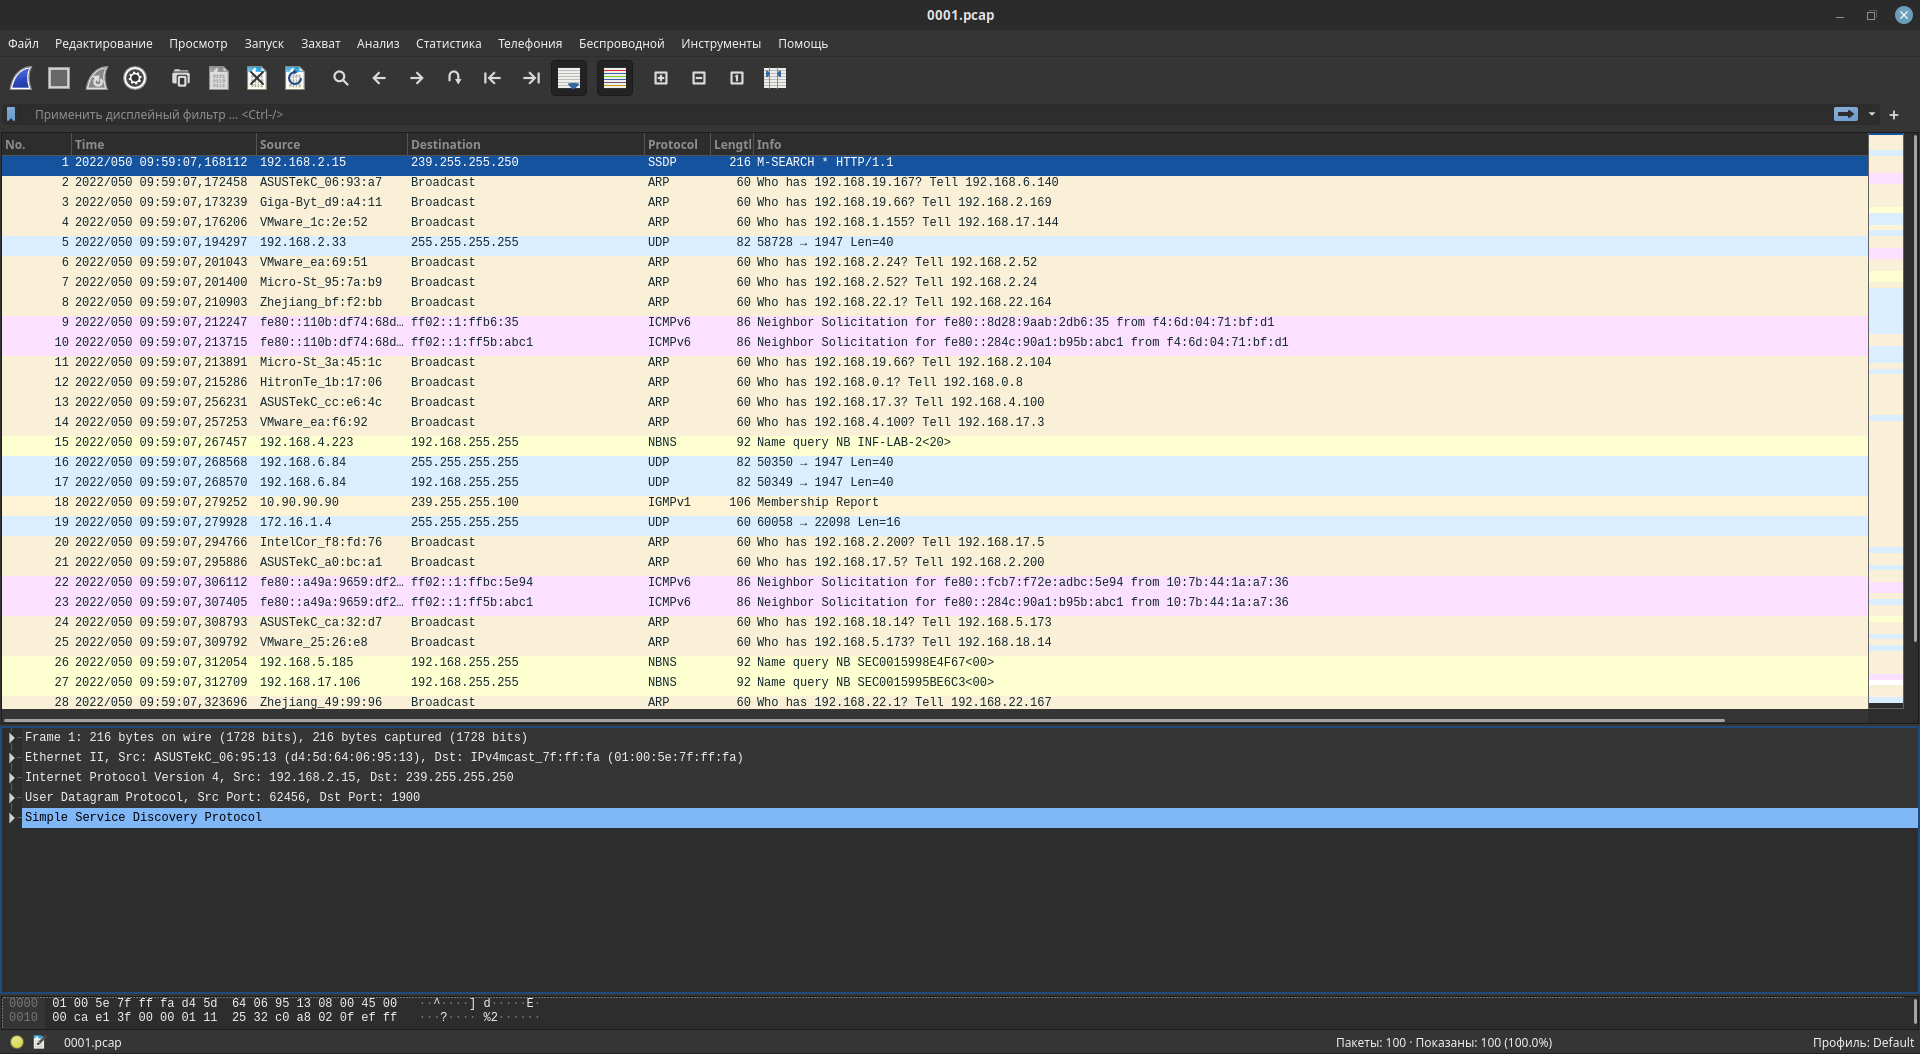 0001.pcap
Файл Редактирование Просмотр Запуск Захват Анализ Статистика Телефония Беспроводной Инструменты Помощь
Применить дисплейный фильтр ... <Ctrl-/>
No. Time Source Destination Protocol Lengtl Info
1 2022/050 09:59:07,168112 192.168.2.15 239.255.255.250 SSDP 216 M-SEARCH * HTTP/1.1
2 2022/050 09:59:07,172458 ASUSTekC_06:93:a7 Broadcast ARP 60 Who has 192.168.19.167? Tell 192.168.6.140
3 2022/050 09:59:07,173239 Giga-Byt_d9:a4:11 Broadcast ARP 60 Who has 192.168.19.66? Tell 192.168.2.169
4 2022/050 09:59:07,176206 VMware_1c:2e:52 Broadcast ARP 60 Who has 192.168.1.155? Tell 192.168.17.144
5 2022/050 09:59:07,194297 192.168.2.33 255.255.255.255 UDP 82 58728 → 1947 Len=40
6 2022/050 09:59:07,201043 VMware_ea:69:51 Broadcast ARP 60 Who has 192.168.2.24? Tell 192.168.2.52
7 2022/050 09:59:07,201400 Micro-St_95:7a:b9 Broadcast ARP 60 Who has 192.168.2.52? Tell 192.168.2.24
8 2022/050 09:59:07,210903 Zhejiang_bf:f2:bb Broadcast ARP 60 Who has 192.168.22.1? Tell 192.168.22.164
9 2022/050 09:59:07,212247 fe80::110b:df74:68d… ff02::1:ffb6:35 ICMPv6 86 Neighbor Solicitation for fe80::8d28:9aab:2db6:35 from f4:6d:04:71:bf:d1
10 2022/050 09:59:07,213715 fe80::110b:df74:68d… ff02::1:ff5b:abc1 ICMPv6 86 Neighbor Solicitation for fe80::284c:90a1:b95b:abc1 from f4:6d:04:71:bf:d1
11 2022/050 09:59:07,213891 Micro-St_3a:45:1c Broadcast ARP 60 Who has 192.168.19.66? Tell 192.168.2.104
12 2022/050 09:59:07,215286 HitronTe_1b:17:06 Broadcast ARP 60 Who has 192.168.0.1? Tell 192.168.0.8
13 2022/050 09:59:07,256231 ASUSTekC_cc:e6:4c Broadcast ARP 60 Who has 192.168.17.3? Tell 192.168.4.100
14 2022/050 09:59:07,257253 VMware_ea:f6:92 Broadcast ARP 60 Who has 192.168.4.100? Tell 192.168.17.3
15 2022/050 09:59:07,267457 192.168.4.223 192.168.255.255 NBNS 92 Name query NB INF-LAB-2<20>
16 2022/050 09:59:07,268568 192.168.6.84 255.255.255.255 UDP 82 50350 → 1947 Len=40
17 2022/050 09:59:07,268570 192.168.6.84 192.168.255.255 UDP 82 50349 → 1947 Len=40
18 2022/050 09:59:07,279252 10.90.90.90 239.255.255.100 IGMPv1 106 Membership Report
19 2022/050 09:59:07,279928 172.16.1.4 255.255.255.255 UDP 60 60058 → 22098 Len=16
20 2022/050 09:59:07,294766 IntelCor_f8:fd:76 Broadcast ARP 60 Who has 192.168.2.200? Tell 192.168.17.5
21 2022/050 09:59:07,295886 ASUSTekC_a0:bc:a1 Broadcast ARP 60 Who has 192.168.17.5? Tell 192.168.2.200
22 2022/050 09:59:07,306112 fe80::a49a:9659:df2… ff02::1:ffbc:5e94 ICMPv6 86 Neighbor Solicitation for fe80::fcb7:f72e:adbc:5e94 from 10:7b:44:1a:a7:36
23 2022/050 09:59:07,307405 fe80::a49a:9659:df2… ff02::1:ff5b:abc1 ICMPv6 86 Neighbor Solicitation for fe80::284c:90a1:b95b:abc1 from 10:7b:44:1a:a7:36
24 2022/050 09:59:07,308793 ASUSTekC_ca:32:d7 Broadcast ARP 60 Who has 192.168.18.14? Tell 192.168.5.173
25 2022/050 09:59:07,309792 VMware_25:26:e8 Broadcast ARP 60 Who has 192.168.5.173? Tell 192.168.18.14
26 2022/050 09:59:07,312054 192.168.5.185 192.168.255.255 NBNS 92 Name query NB SEC0015998E4F67<00>
27 2022/050 09:59:07,312709 192.168.17.106 192.168.255.255 NBNS 92 Name query NB SEC0015995BE6C3<00>
28 2022/050 09:59:07,323696 Zhejiang_49:99:96 Broadcast ARP 60 Who has 192.168.22.1? Tell 192.168.22.167
Frame 1: 216 bytes on wire (1728 bits), 216 bytes captured (1728 bits)
Ethernet II, Src: ASUSTekC_06:95:13 (d4:5d:64:06:95:13), Dst: IPv4mcast_7f:ff:fa (01:00:5e:7f:ff:fa)
Internet Protocol Version 4, Src: 192.168.2.15, Dst: 239.255.255.250
User Datagram Protocol, Src Port: 62456, Dst Port: 1900
Simple Service Discovery Protocol
0000 01 00 5e 7f ff fa d4 5d 64 06 95 13 08 00 45 00 ··^····] d·····E·
0010 00 ca e1 3f 00 00 01 11 25 32 c0 a8 02 0f ef ff ···?···· %2······
0001.pcap Пакеты: 100 · Показаны: 100 (100.0%) Профиль: Default